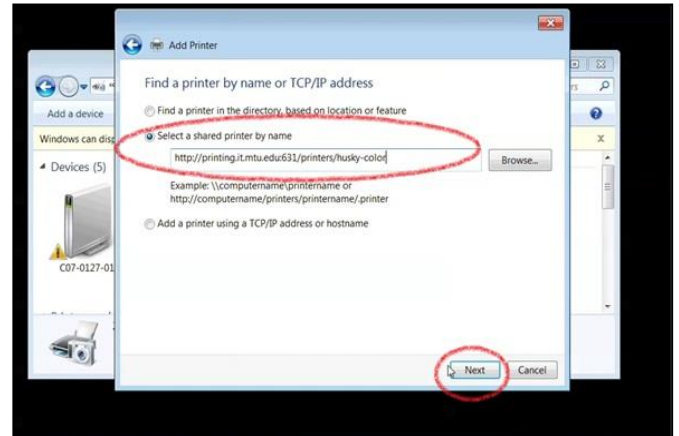 Add Printer
Find a printer by name or TCP/IP address
Find a printer in the directory, based on location or feature
Select a shared printer by name
http://printing.it.mtu.edu:631/printers/husky-color
Browse...
Example: \\computername\printername or
http://computername/printers/printername/.printer
Add a printer using a TCP/IP address or hostname
Next
Cancel
Add a device
Windows can disp
Devices (5)
C07-0127-01